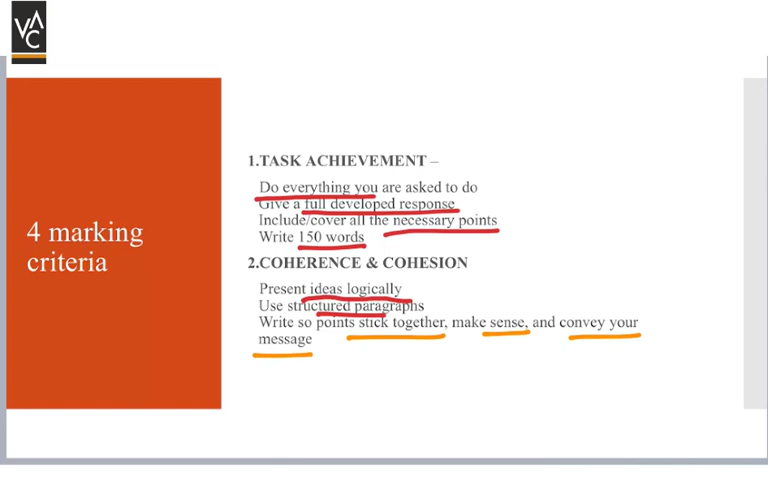 VAC
4 marking
criteria
1.TASK ACHIEVEMENT –
Do everything you are asked to do
Give a full developed response
Include/cover all the necessary points
Write 150 words
2.COHERENCE & COHESION
Present ideas logically
Use structured paragraphs
Write so points stick together, make sense, and convey your
message